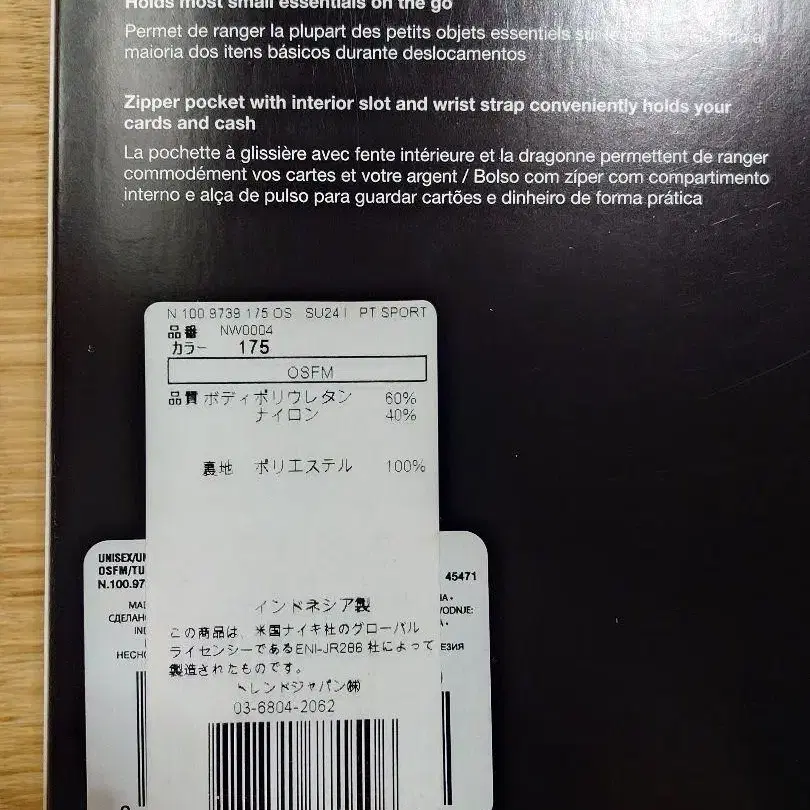 Holds most small essentials on the go
Permet de ranger la plupart des petits objets essentiels
maioria dos itens básicos durante deslocamentos
Zipper pocket with interior slot and wrist strap conveniently holds your
cards and cash
La pochette à glissière avec fente intérieure et la dragonne permettent de ranger
commodément vos cartes et votre argent / Bolso com zíper com compartimento
interno e alça de pulso para guardar cartões e dinheiro de forma prática
N 100 9739 175 OS SU24 I PT SPORT
品番 NW0004
カラー 175
OSFM
品質 ボディポリウレタン 60%
ナイロン 40%
裏地 ポリエステル 100%
インドネシア製
この商品は、米国ナイキ社のグローバル
ライセンシーであるENI-JR286 社によって
製造されたものです。
トレンドジャパン㈱
03-6804-2062
UNISEX/U
OSFM/TU
N.100.97
45471
MA
СДЕЛАН
IN
НЕСН
VODNJE:
ЕЗИЯ